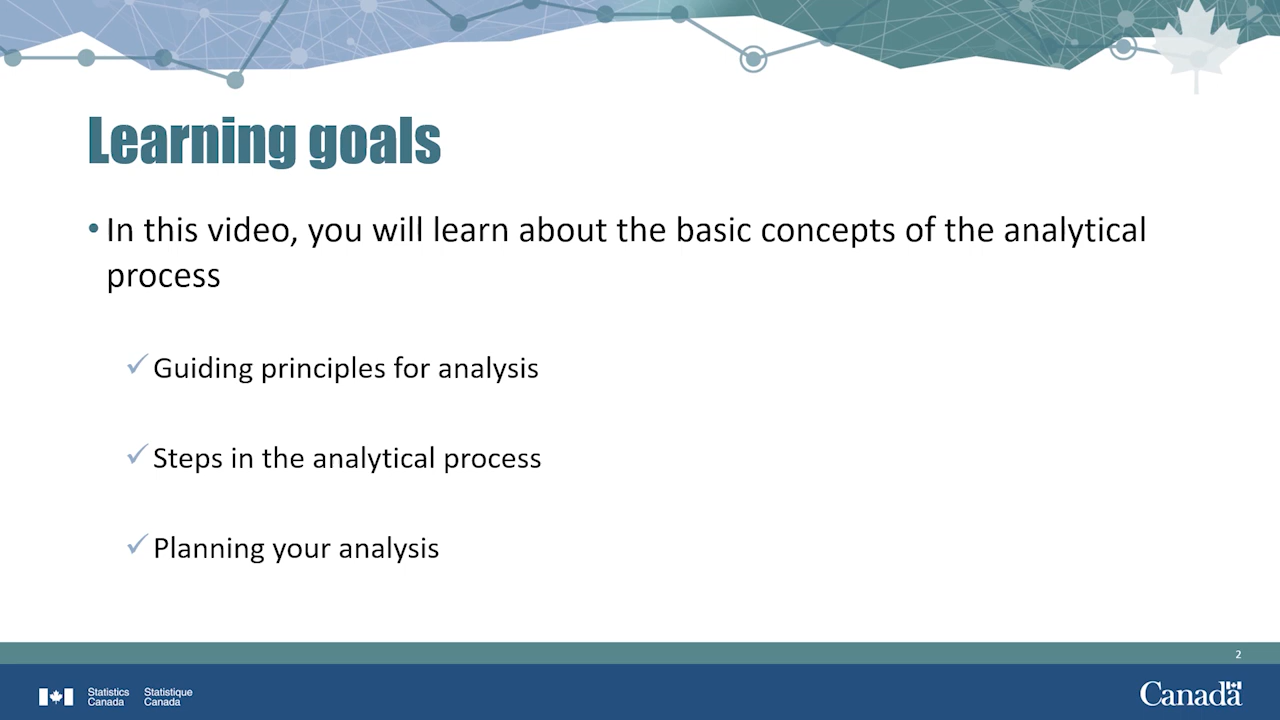 Learning goals
• In this video, you will learn about the basic concepts of the analytical
process
✓ Guiding principles for analysis
✓ Steps in the analytical process
✓ Planning your analysis
2
Statistics Statistique
Canada Canada
Canada